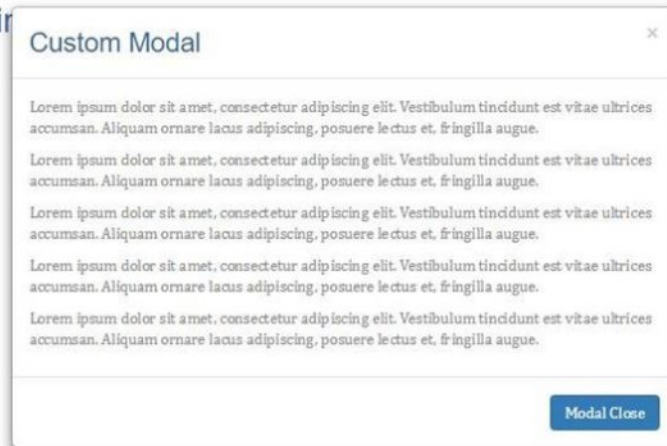 Custom Modal
×
Lorem ipsum dolor sit amet, consectetur adipiscing elit. Vestibulum tincidunt est vitae ultrices
accumsan. Aliquam ornare lacus adipiscing, posuere lectus et, fringilla augue.
Lorem ipsum dolor sit amet, consectetur adipiscing elit. Vestibulum tincidunt est vitae ultrices
accumsan. Aliquam ornare lacus adipiscing, posuere lectus et, fringilla augue.
Lorem ipsum dolor sit amet, consectetur adipiscing elit. Vestibulum tincidunt est vitae ultrices
accumsan. Aliquam ornare lacus adipiscing, posuere lectus et, fringilla augue.
Lorem ipsum dolor sit amet, consectetur adipiscing elit. Vestibulum tincidunt est vitae ultrices
accumsan. Aliquam ornare lacus adipiscing, posuere lectus et, fringilla augue.
Lorem ipsum dolor sit amet, consectetur adipiscing elit. Vestibulum tincidunt est vitae ultrices
accumsan. Aliquam ornare lacus adipiscing, posuere lectus et, fringilla augue.
Modal Close